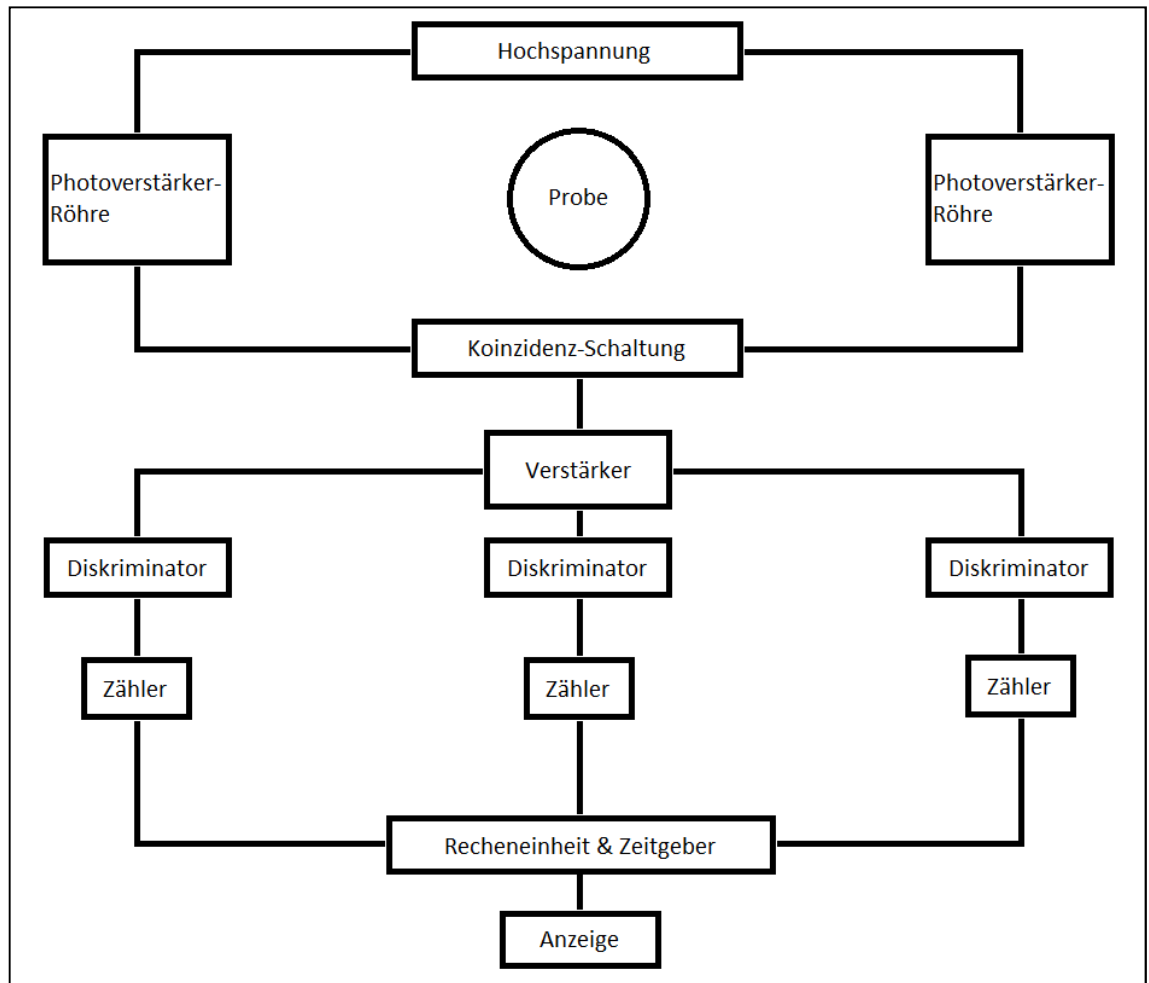 Hochspannung
Photoverstärker-
Röhre
Probe
Photoverstärker-
Röhre
Koinzidenz-Schaltung
Verstärker
Diskriminator
Diskriminator
Diskriminator
Zähler
Zähler
Zähler
Recheneinheit & Zeitgeber
Anzeige